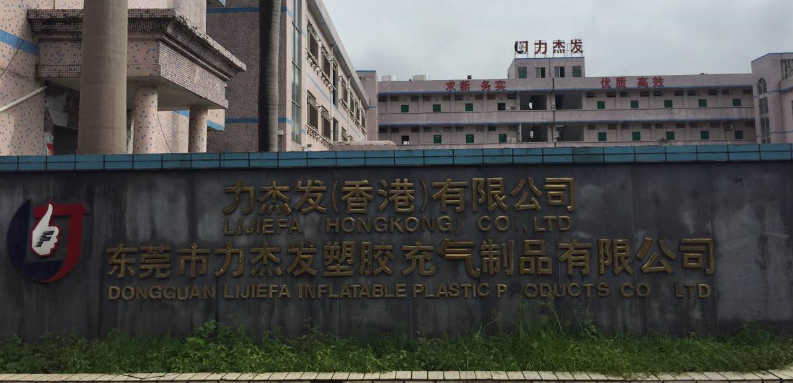 力杰发
求新 务实 优质 高效
力杰发(香港)有限公司
LIJIEFA (HONGKONG) CO.,LTD
东莞市力杰发塑胶充气制品有限公司
DONGGUAN LIJIEFA INFLATABLE PLASTIC P ODUCTS CO LTD
F